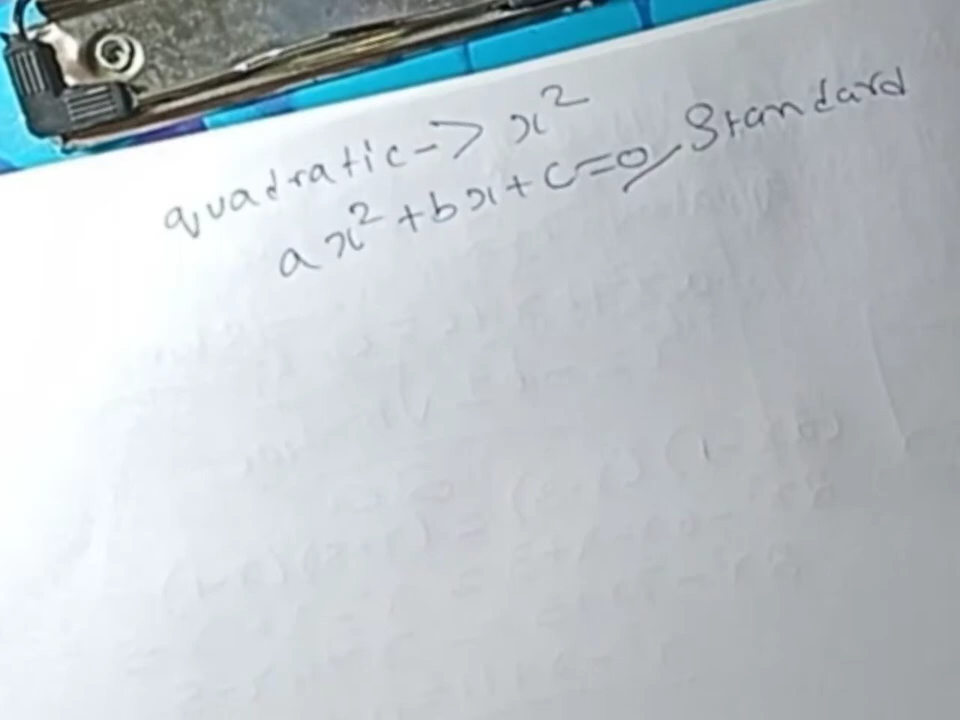 quadratic -> x²
ax² + bx + c = 0, Standard